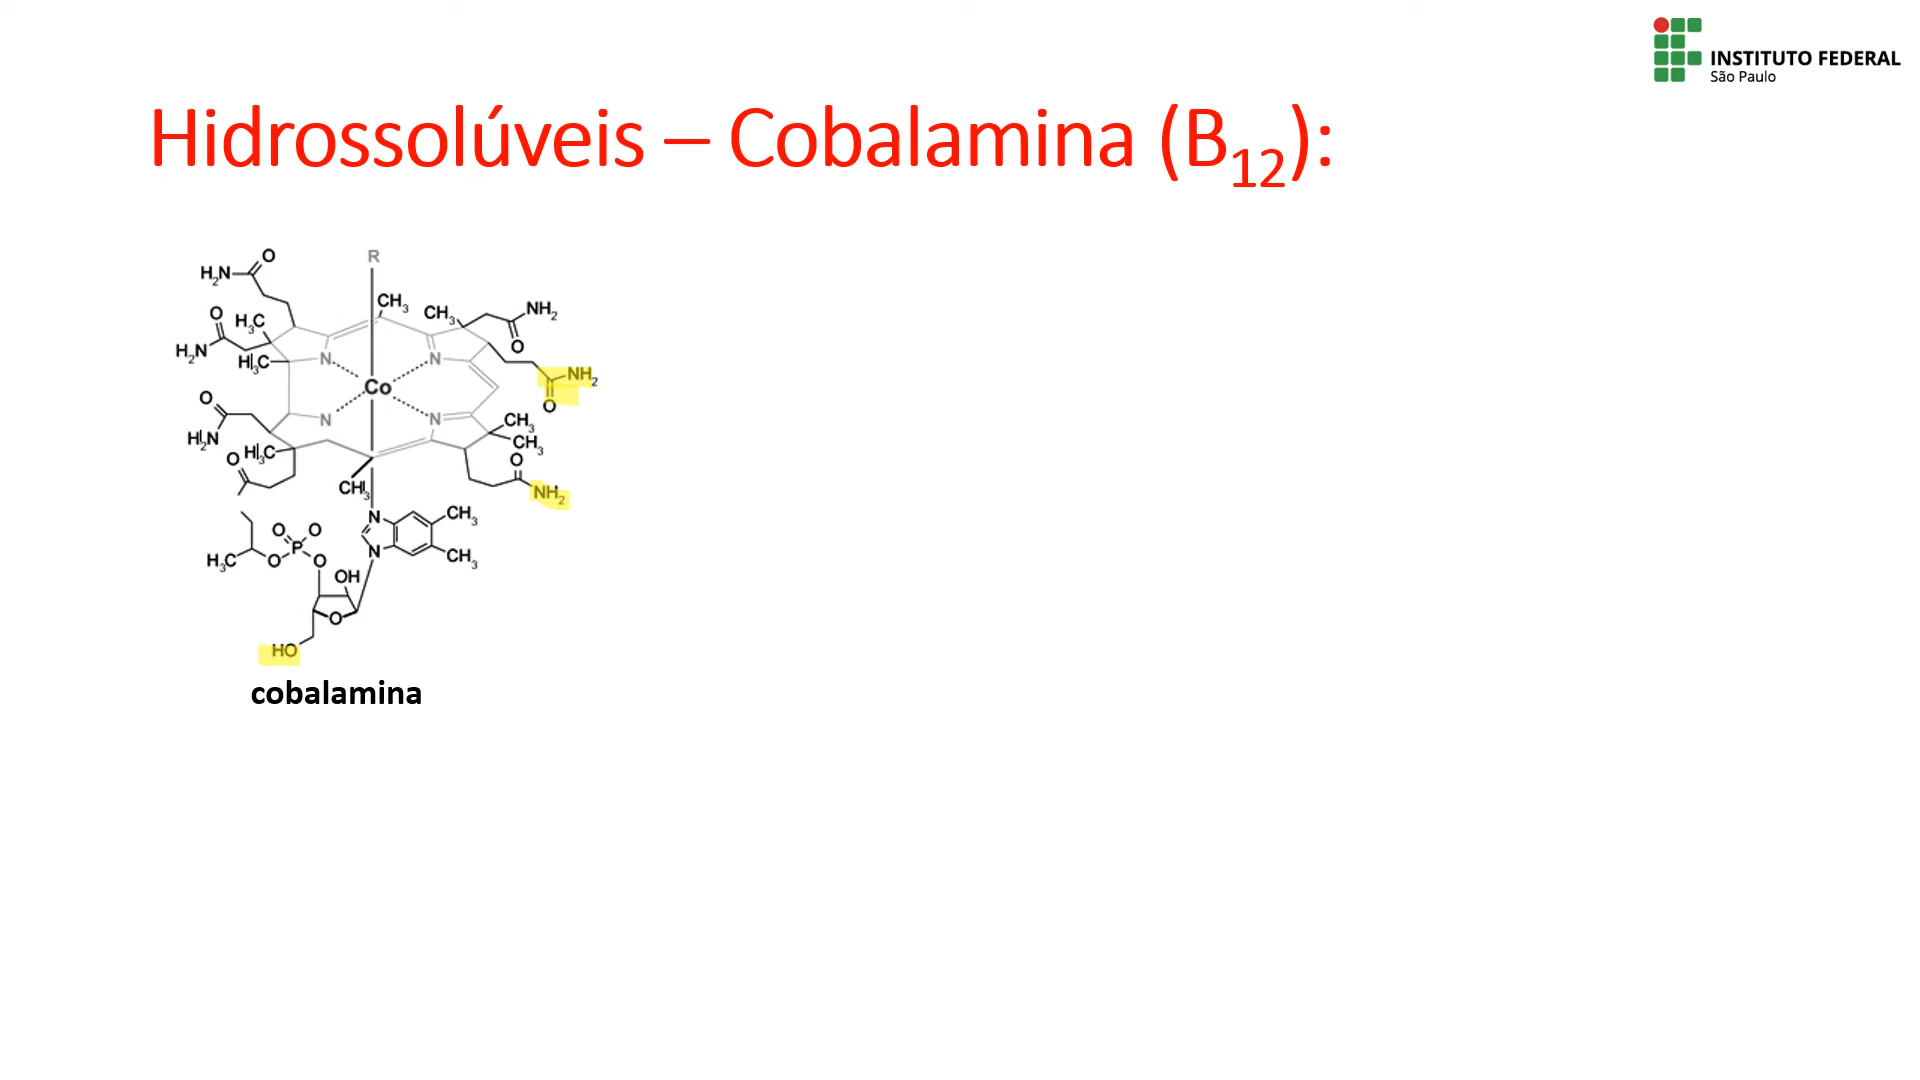 INSTITUTO FEDERAL
São Paulo
Hidrossolúveis – Cobalamina (B12):
R
O
H2N
CH3
CH3
NH2
O
H3C
O
H2N
H3C
N
N
Co
NH2
O
O
H2N
N
N
CH3
CH3
H3C
O
O
NH2
CH3
N
CH3
O
O
P
H3C
O
O
N
CH3
OH
O
HO
cobalamina